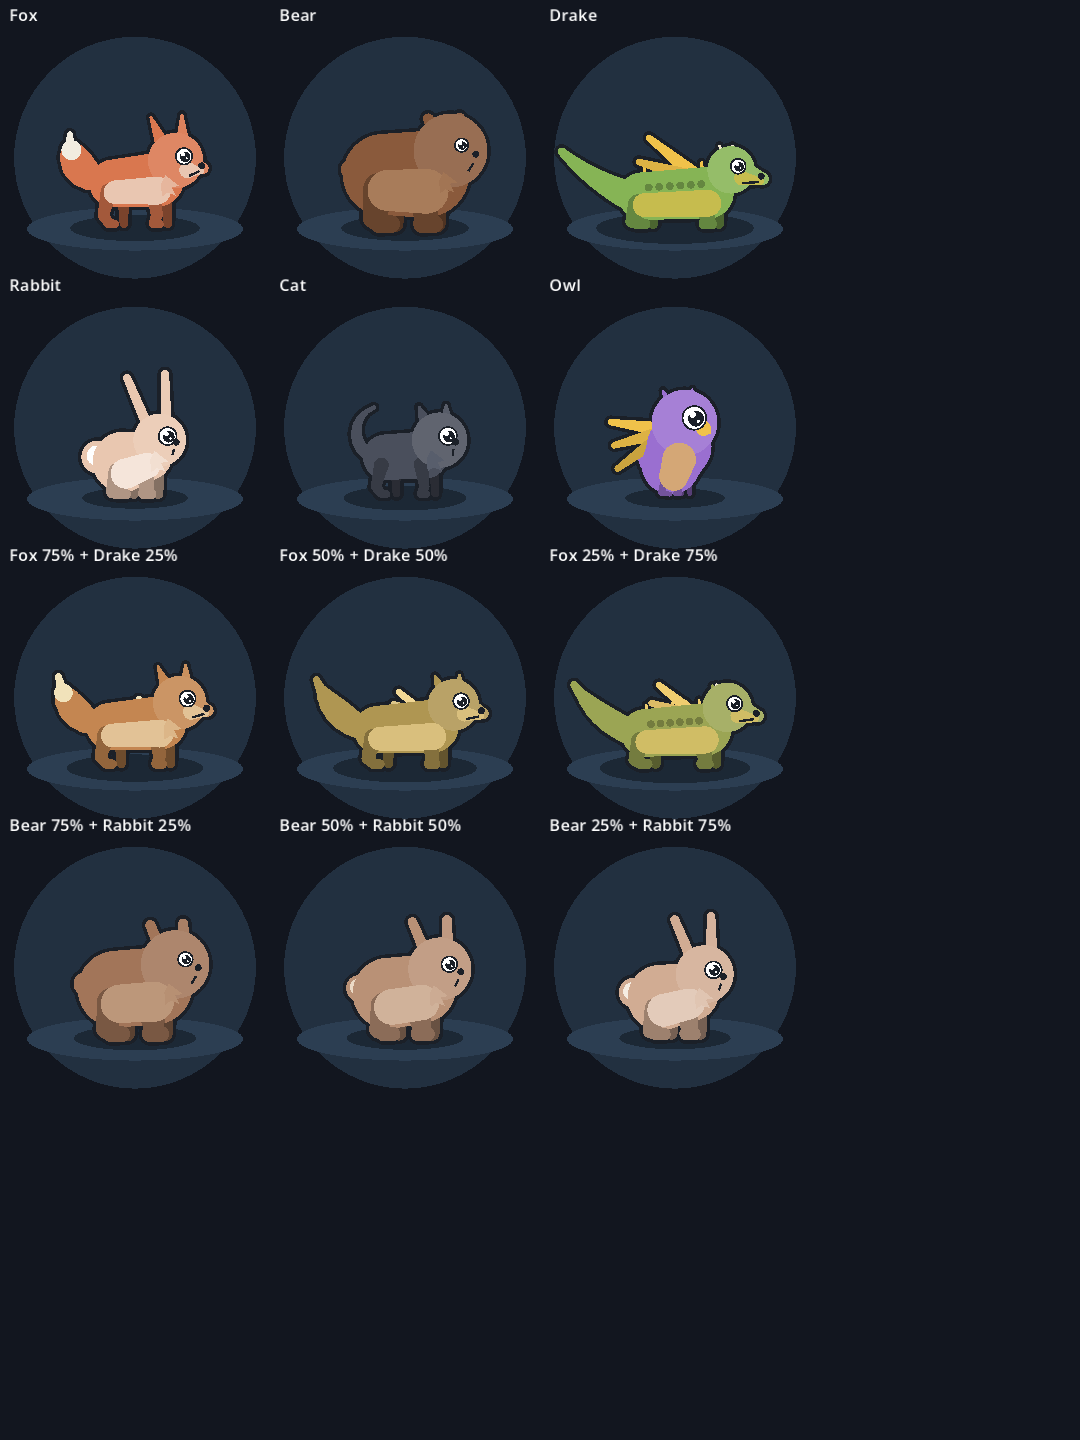 Fox
Bear
Drake
Rabbit
Cat
Owl
Fox 75% + Drake 25%
Fox 50% + Drake 50%
Fox 25% + Drake 75%
Bear 75% + Rabbit 25%
Bear 50% + Rabbit 50%
Bear 25% + Rabbit 75%